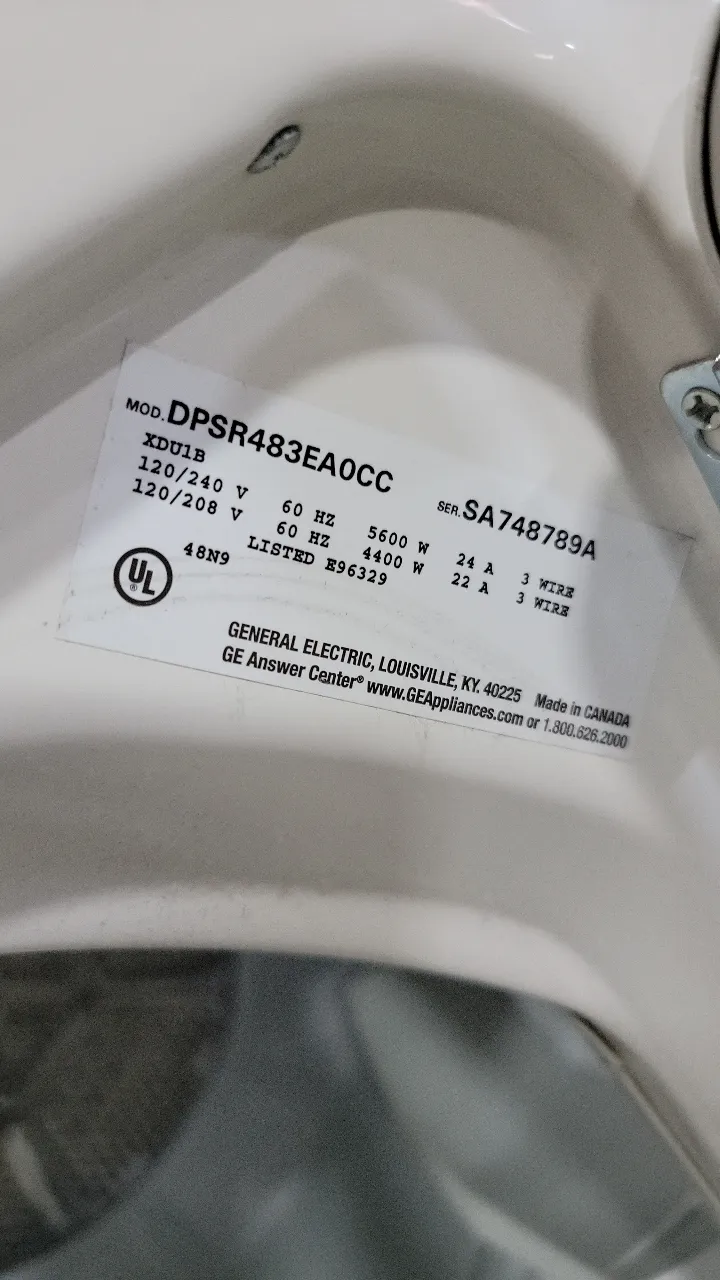 MOD. DPSR483EA0CC SER. SA748789A
XDU1B
120/240 V 60 HZ 5600 W 24 A 3 WIRE
120/208 V 60 HZ 4400 W 22 A 3 WIRE
UL ® 48N9 LISTED E96329
GENERAL ELECTRIC, LOUISVILLE, KY. 40225 Made in CANADA
GE Answer Center® www.GEAppliances.com or 1.800.626.2000